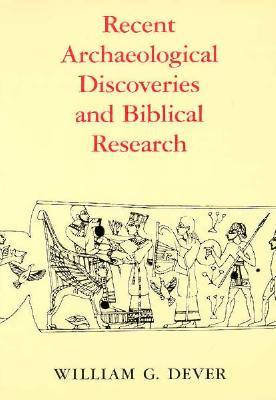 Recent
Archaeological
Discoveries
and Biblical
Research
WILLIAM G. DEVER